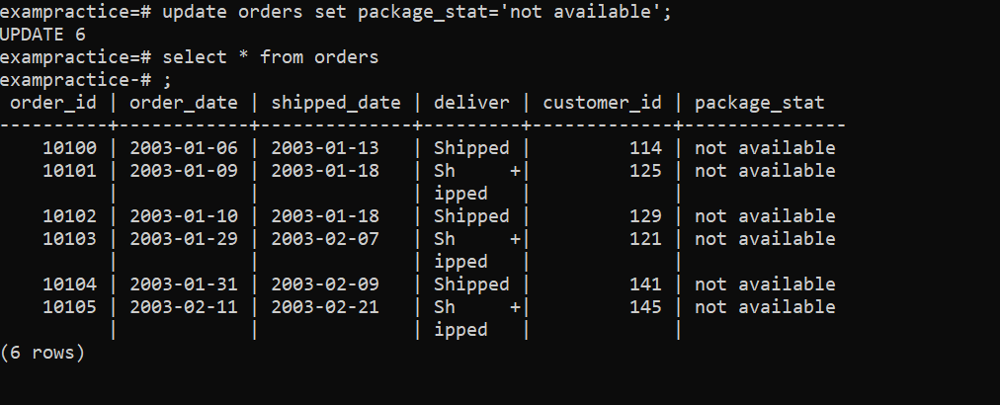 exampractice=# update orders set package_stat='not available';
UPDATE 6
exampractice=# select * from orders
exampractice-# ;
 order_id | order_date | shipped_date | deliver | customer_id | package_stat
----------+------------+--------------+---------+-------------+---------------
    10100 | 2003-01-06 | 2003-01-13   | Shipped |         114 | not available
    10101 | 2003-01-09 | 2003-01-18   | Sh     +|         125 | not available
          |            |              | ipped   |             |
    10102 | 2003-01-10 | 2003-01-18   | Shipped |         129 | not available
    10103 | 2003-01-29 | 2003-02-07   | Sh     +|         121 | not available
          |            |              | ipped   |             |
    10104 | 2003-01-31 | 2003-02-09   | Shipped |         141 | not available
    10105 | 2003-02-11 | 2003-02-21   | Sh     +|         145 | not available
          |            |              | ipped   |             |
(6 rows)